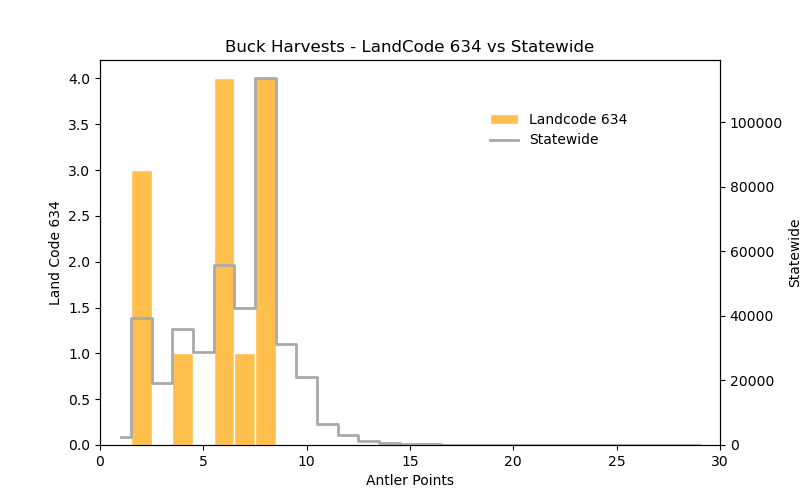 Buck Harvests - LandCode 634 vs Statewide
Landcode 634
Statewide
Land Code 634
4.0
3.5
3.0
2.5
2.0
1.5
1.0
0.5
0.0
100000
80000
60000
40000
20000
0
Statewide
0 5 10 15 20 25 30
Antler Points